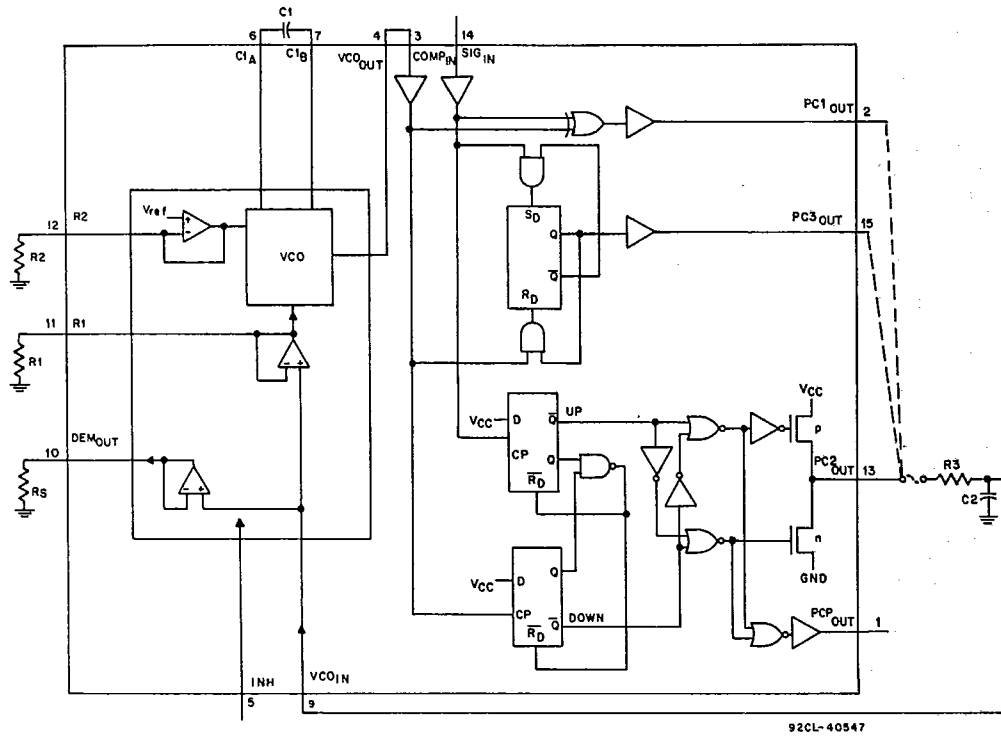 C1
6 7 4 3 14
C1A C1B VCOOUT COMPIN SIGIN
PC1OUT 2
Vref
+
-
12 R2
R2
VCO
SD
Q
Q̅
RD
PC3OUT 15
11 R1
R1
- +
VCC D Q̅ UP
CP Q
R̅D̅
VCC
p
PC2OUT 13
R3
C2
n
GND
DEMOUT
10
RS
- +
VCC D Q
CP Q̅ DOWN
R̅D̅
PCPOUT 1
INH VCOIN
5 9
92CL-40547